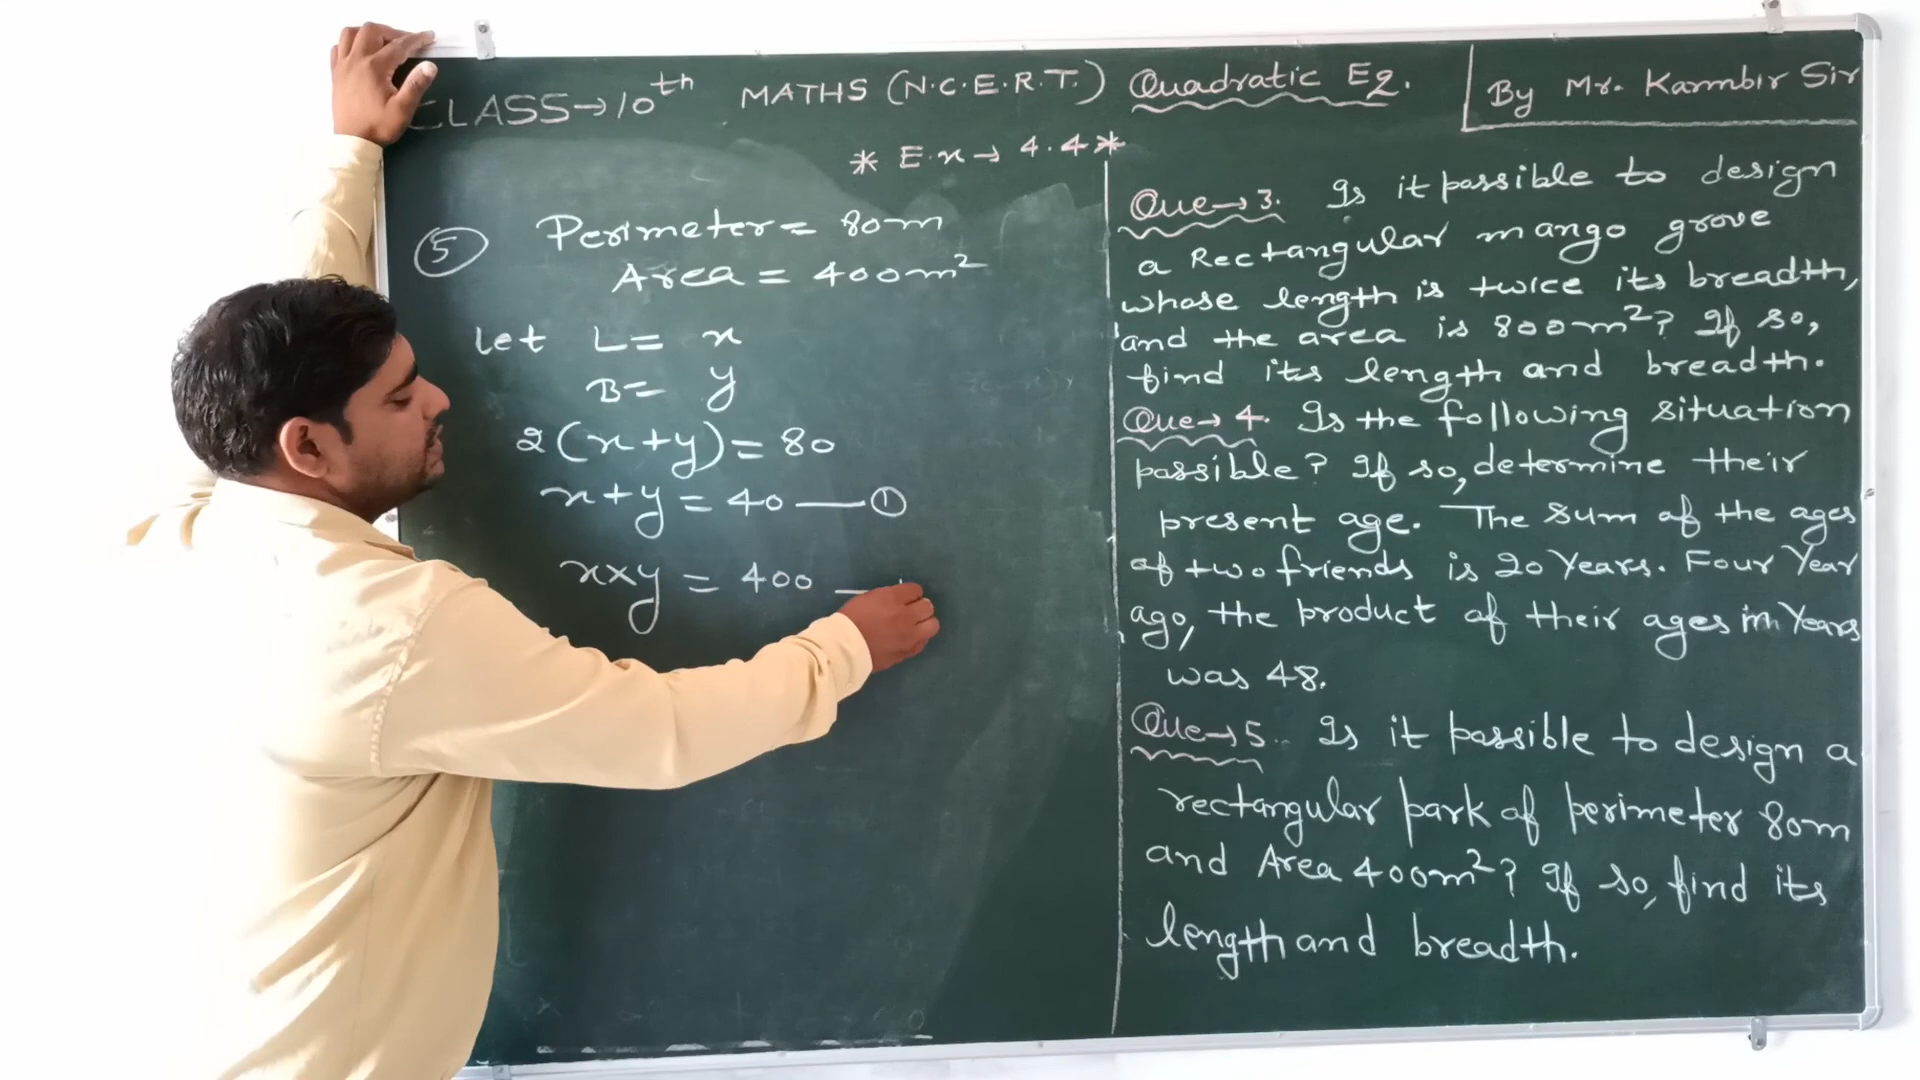 CLASS→10th MATHS (N.C.E.R.T.) Quadratic Eq. By Mr. Karmbir Sir
* E.x→ 4.4 *
5 Perimeter = 80m
Area = 400m²
Let L = x
B = y
2(x+y) = 80
x+y = 40 — ①
x×y = 400 —
Que→3. Is it possible to design
a Rectangular mango grove
whose length is twice its breadth,
and the area is 800m²? If so,
find its length and breadth.
Que→4. Is the following situation
possible? If so, determine their
present age. The sum of the ages
of two friends is 20 Years. Four Year
ago, the product of their ages in Years
was 48.
Que→5. Is it possible to design a
rectangular park of perimeter 80m
and Area 400m²? If so, find its
length and breadth.